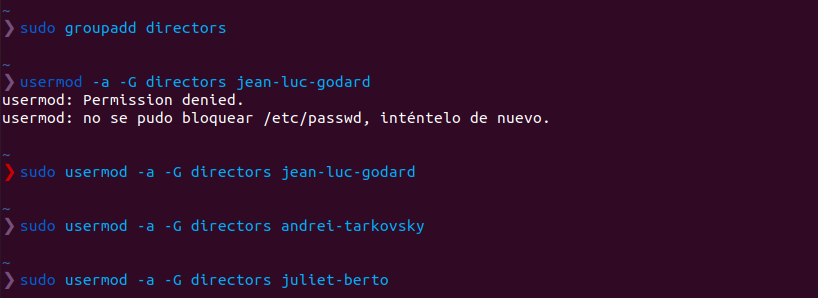 ~
❯ sudo groupadd directors
~
❯ usermod -a -G directors jean-luc-godard
usermod: Permission denied.
usermod: no se pudo bloquear /etc/passwd, inténtelo de nuevo.
~
❯ sudo usermod -a -G directors jean-luc-godard
~
❯ sudo usermod -a -G directors andrei-tarkovsky
~
❯ sudo usermod -a -G directors juliet-berto